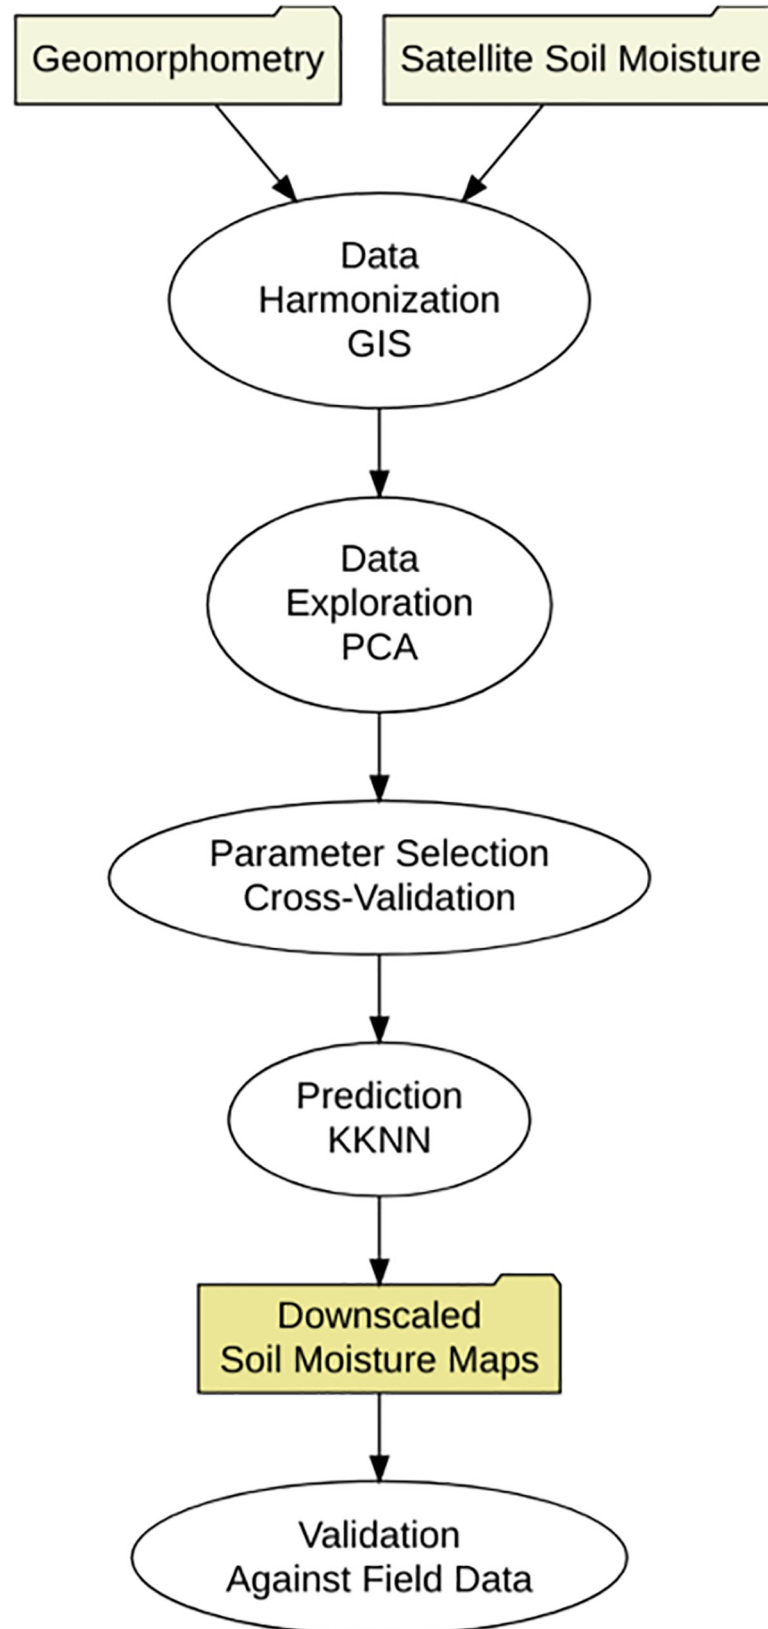 Geomorphometry
Satellite Soil Moisture
Data
Harmonization
GIS
Data
Exploration
PCA
Parameter Selection
Cross-Validation
Prediction
KKNN
Downscaled
Soil Moisture Maps
Validation
Against Field Data